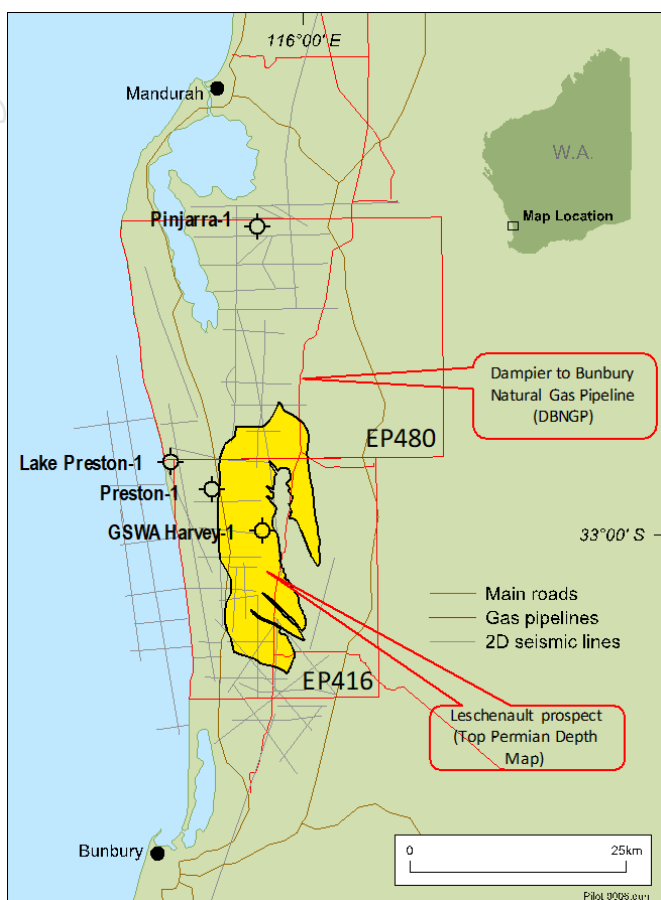 116°00' E
Mandurah
W.A.
Pinjarra-1
Map Location
Dampier to Bunbury
Natural Gas Pipeline
(DBNGP)
EP480
Lake Preston-1
Preston-1
GSWA Harvey-1
33°00' S
Main roads
Gas pipelines
2D seismic lines
EP416
Leschenault prospect
(Top Permian Depth
Map)
Bunbury
0
25km